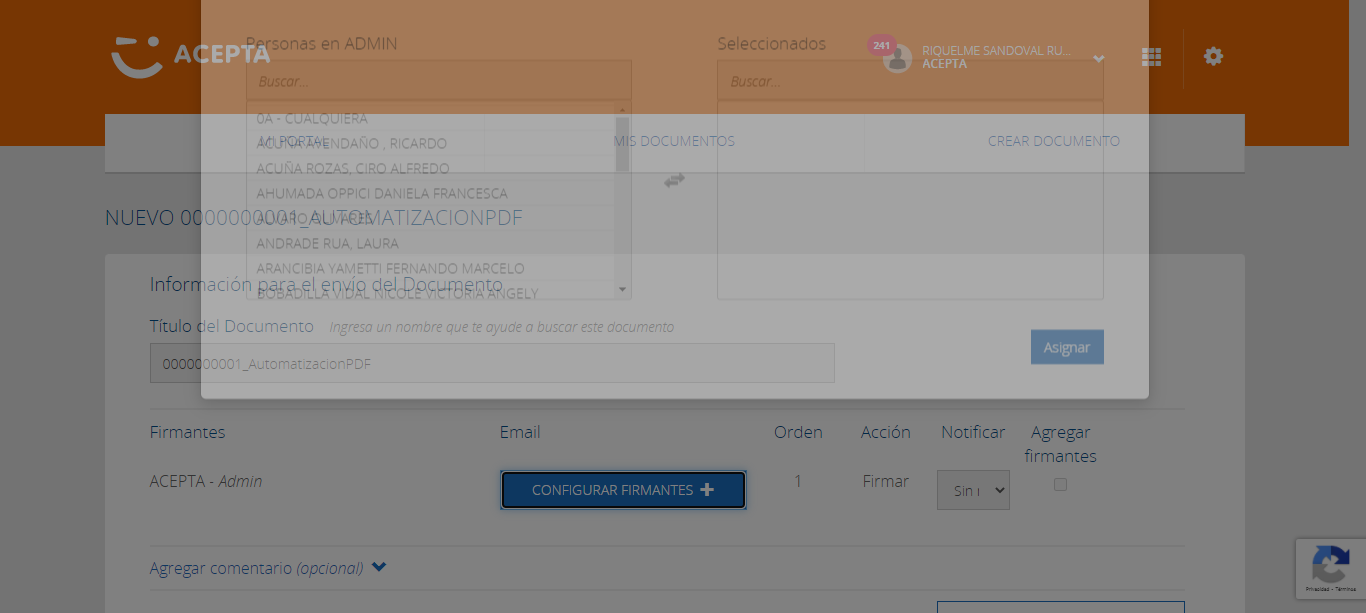 Personas en ADMIN
Seleccionados
ACEPTA
241
RIQUELME SANDOVAL RU...
ACEPTA
Buscar...
Buscar...
0A - CUALQUIERA
MI PORTAL
MIS DOCUMENTOS
CREAR DOCUMENTO
ACUÑA AVENDAÑO , RICARDO
ACUÑA ROZAS, CIRO ALFREDO
AHUMADA OPPICI DANIELA FRANCESCA
NUEVO 0000000001_AUTOMATIZACIONPDF
ALVARO OLIVARES
ANDRADE RUA, LAURA
ARANCIBIA YAMETTI FERNANDO MARCELO
Información para el envío del Documento
BOBADILLA VIDAL NICOLE VICTORIA ANGELY
Título del Documento Ingresa un nombre que te ayude a buscar este documento
Asignar
0000000001_AutomatizacionPDF
Firmantes Email Orden Acción Notificar Agregar
firmantes
ACEPTA - Admin CONFIGURAR FIRMANTES 1 Firmar Sin
Agregar comentario (opcional)
Privacidad - Términos